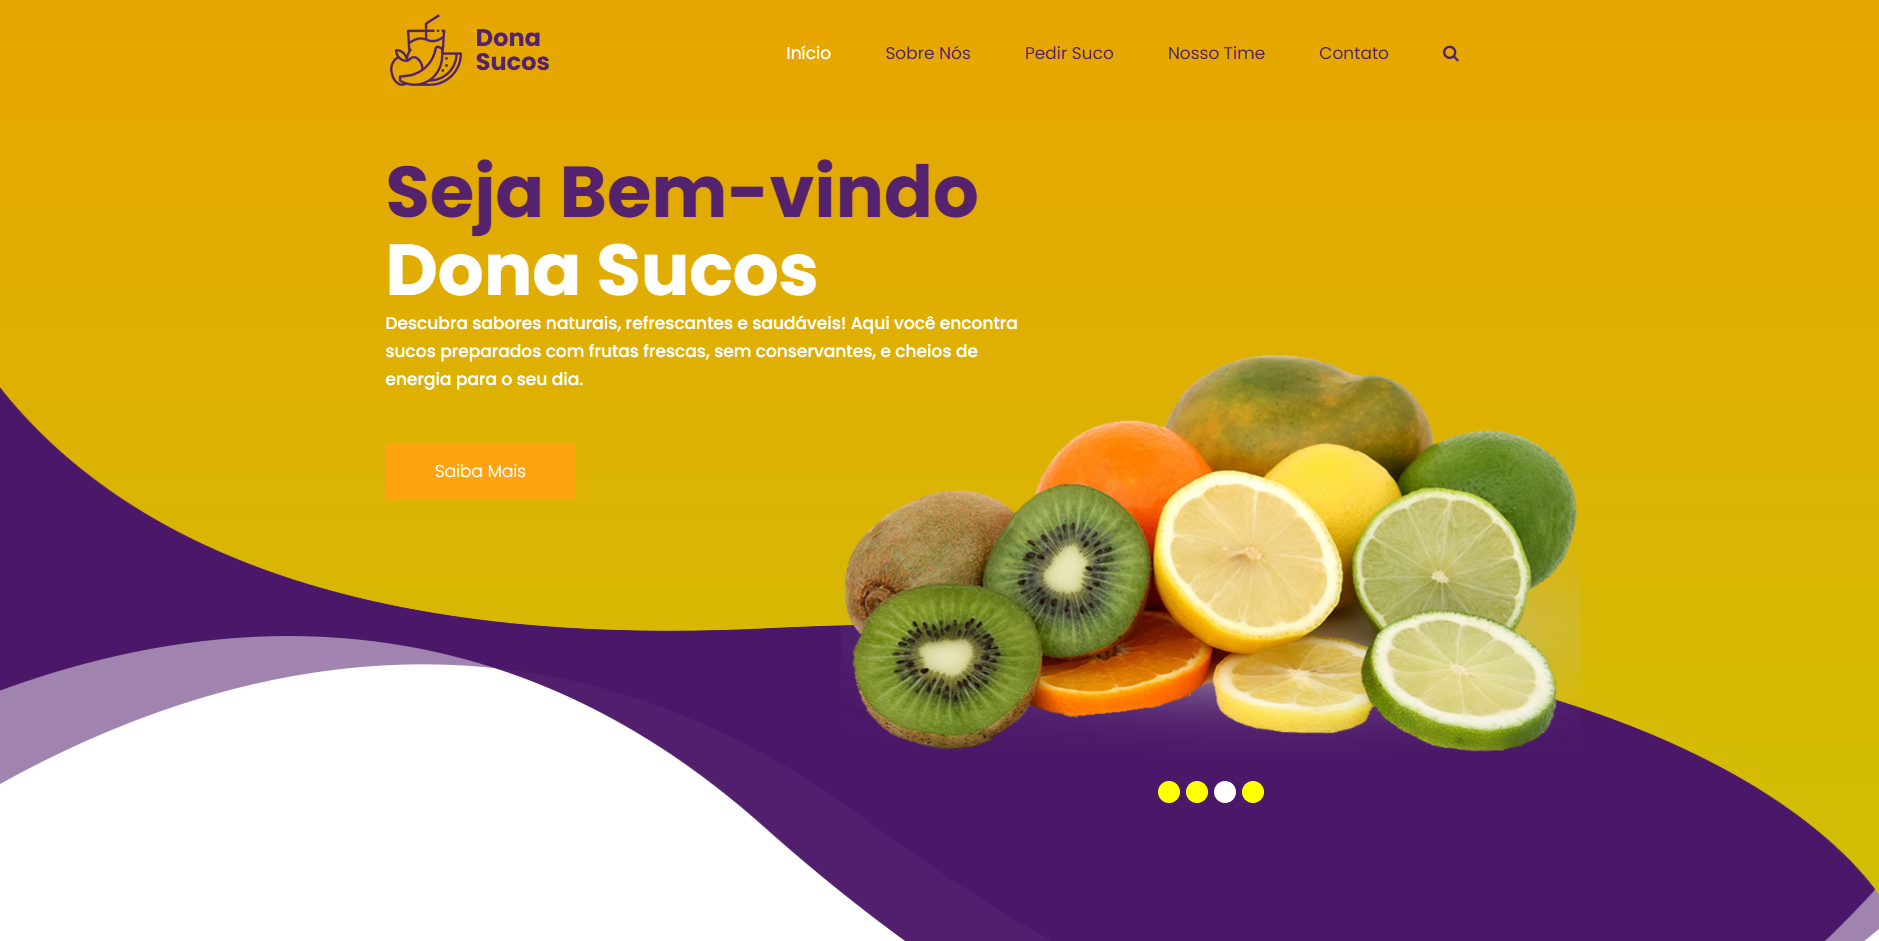 Dona
Sucos
Início
Sobre Nós
Pedir Suco
Nosso Time
Contato
Seja Bem-vindo
Dona Sucos
Descubra sabores naturais, refrescantes e saudáveis! Aqui você encontra
sucos preparados com frutas frescas, sem conservantes, e cheios de
energia para o seu dia.
Saiba Mais